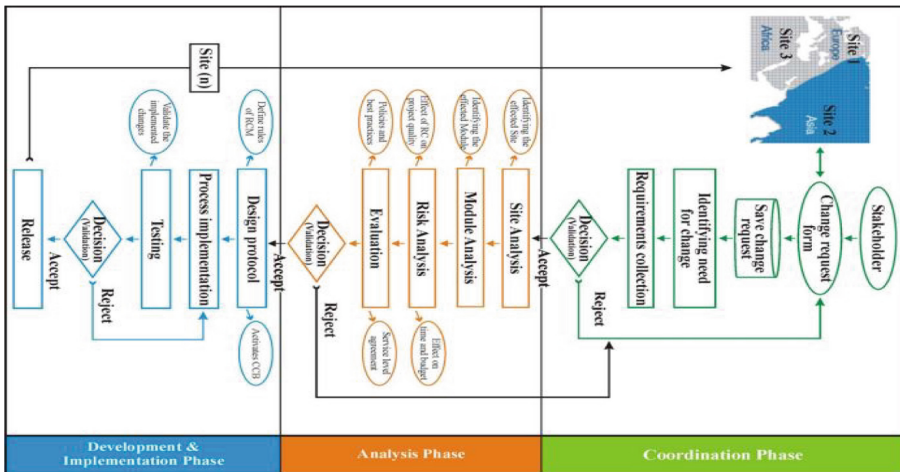 Stakeholder
Change request
form
Site 1
Europe
Site 2
Asia
Site 3
Africa
Save change
request
Identifying need
for change
Requirements collection
Decision
(Validation)
Reject
Accept
Coordination Phase
Site Analysis
Identifying the
effected Site
Module Analysis
Identifying the
effected Module
Risk Analysis
Effect of RC on
project quality
Effect on
time and budget
Evaluation
Policies and
best practices
Service level
agreement
Decision
(Validation)
Reject
Accept
Analysis Phase
Design protocol
Define rules
of RCM
Activates CCB
Process implementation
Testing
Validate the
implemented
changes
Decision
(Validation)
Reject
Accept
Release
Site (n)
Development &
Implementation Phase